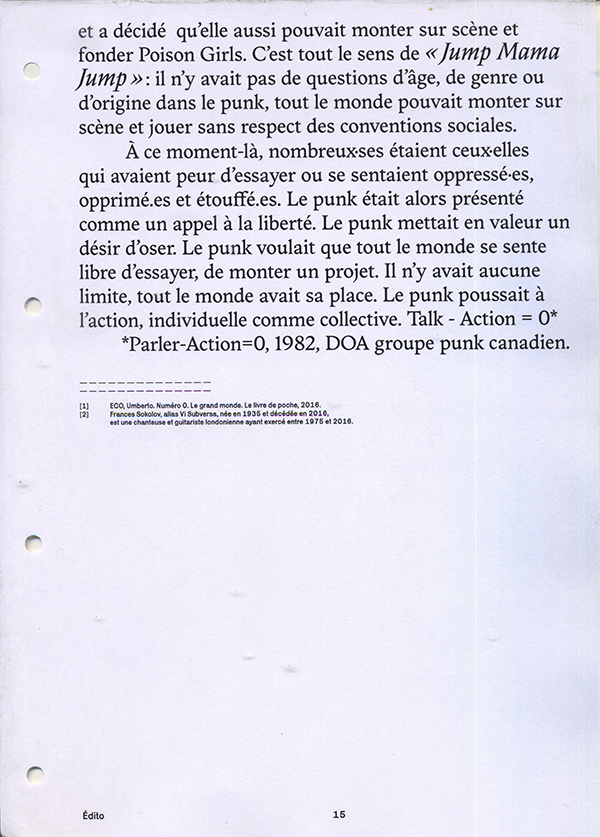 et a décidé  qu'elle aussi pouvait monter sur scène et
fonder Poison Girls. C'est tout le sens de « Jump Mama
Jump » : il n'y avait pas de questions d'âge, de genre ou
d'origine dans le punk, tout le monde pouvait monter sur
scène et jouer sans respect des conventions sociales.
À ce moment-là, nombreux·ses étaient ceux·elles
qui avaient peur d'essayer ou se sentaient oppressé·es,
opprimé.es et étouffé.es. Le punk était alors présenté
comme un appel à la liberté. Le punk mettait en valeur un
désir d'oser. Le punk voulait que tout le monde se sente
libre d'essayer, de monter un projet. Il n'y avait aucune
limite, tout le monde avait sa place. Le punk poussait à
l'action, individuelle comme collective. Talk - Action = 0*
*Parler-Action=0, 1982, DOA groupe punk canadien.
[1] ECO, Umberto. Numéro 0. Le grand monde. Le livre de poche, 2016.
[2] Frances Sokolov, alias Vi Subversa, née en 1935 et décédée en 2016,
est une chanteuse et guitariste londonienne ayant exercé entre 1975 et 2016.
Édito 15